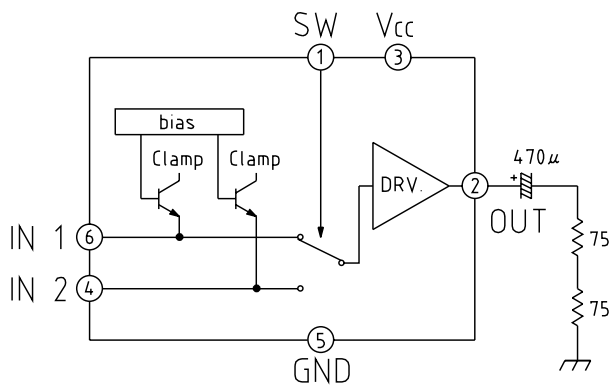 SW Vcc
1 3
bias
Clamp Clamp
DRV.
470μ
+
2
OUT
IN 1 6
75
IN 2 4
75
5
GND